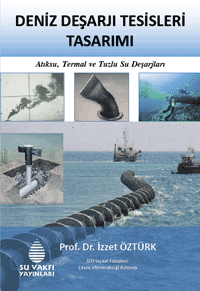 DENİZ DEŞARJI TESİSLERİ
TASARIMI
Atıksu, Termal ve Tuzlu Su Deşarjları
Prof. Dr. İzzet ÖZTÜRK
İTÜ İnşaat Fakültesi
Çevre Mühendisliği Bölümü
SU VAKFI
YAYINLARI